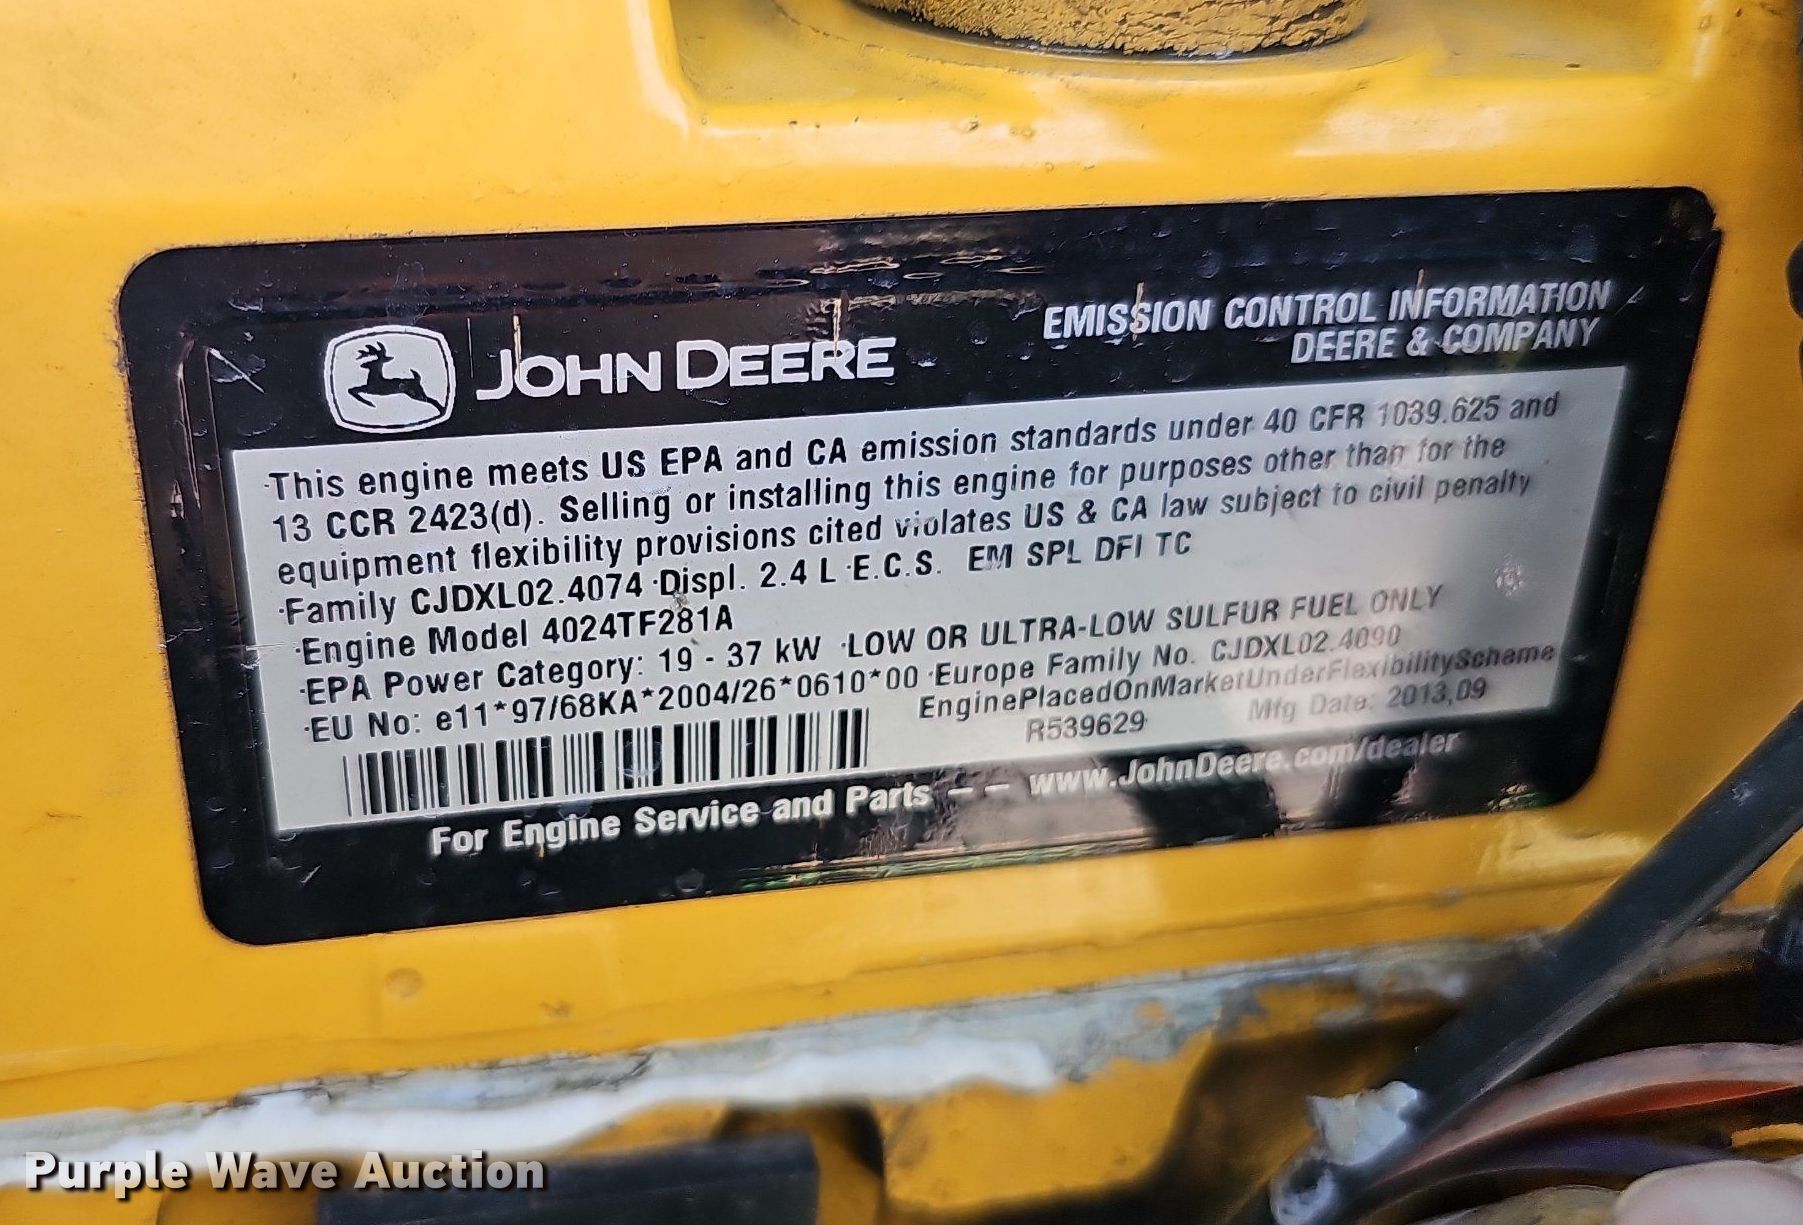 JOHN DEERE
EMISSION CONTROL INFORMATION
DEERE & COMPANY
·This engine meets US EPA and CA emission standards under 40 CFR 1039.625 and
13 CCR 2423(d). Selling or installing this engine for purposes other than for the
equipment flexibility provisions cited violates US & CA law subject to civil penalty
·Family CJDXL02.4074 ·Displ. 2.4 L ·E.C.S. EM SPL DFI TC
·Engine Model 4024TF281A
·EPA Power Category: 19 - 37 kW ·LOW OR ULTRA-LOW SULFUR FUEL ONLY
·EU No: e11*97/68KA*2004/26*0610*00 ·Europe Family No. CJDXL02.4090
EnginePlacedOnMarketUnderFlexibilityScheme
R539629 Mfg Date: 2013,09
For Engine Service and Parts -- www.JohnDeere.com/dealer
Purple Wave Auction